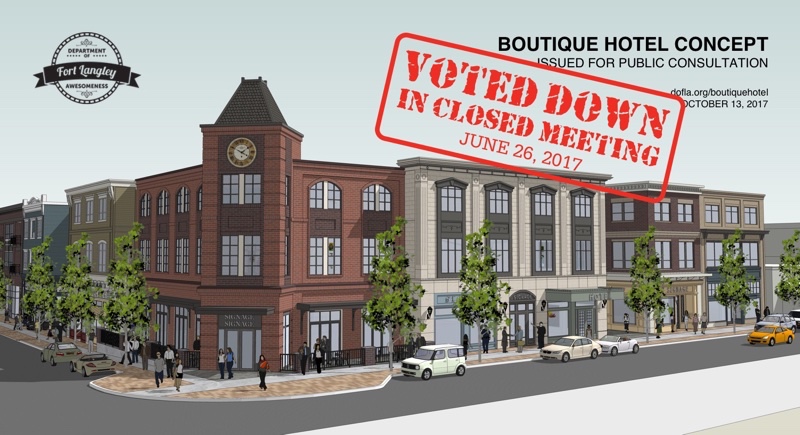 DEPARTMENT
OF
Fort Langley
AWESOMENESS
BOUTIQUE HOTEL CONCEPT
ISSUED FOR PUBLIC CONSULTATION
dofla.org/boutiquehotel
OCTOBER 13, 2017
VOTED DOWN
IN CLOSED MEETING
JUNE 26, 2017
SIGNAGE
SIGNAGE